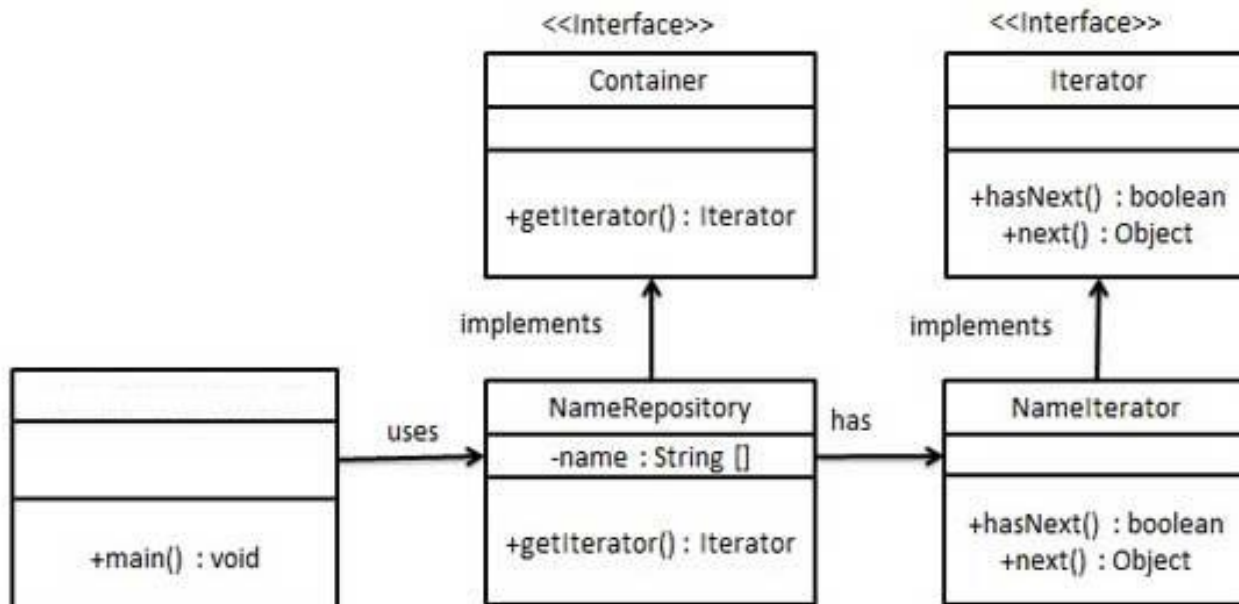 <<Interface>>
Container
+getIterator() : Iterator
<<Interface>>
Iterator
+hasNext() : boolean
+next() : Object
implements
implements
+main() : void
uses
NameRepository
-name : String []
+getIterator() : Iterator
has
NameIterator
+hasNext() : boolean
+next() : Object